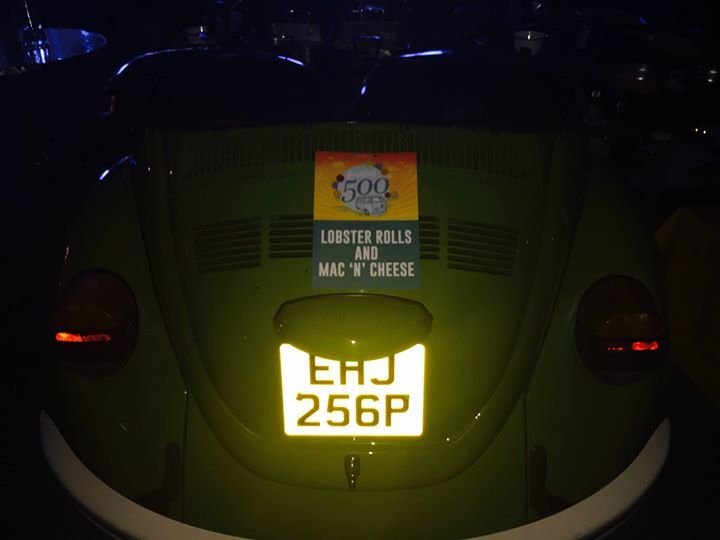 500
LOBSTER ROLLS
AND
MAC 'N' CHEESE
EHJ
256P